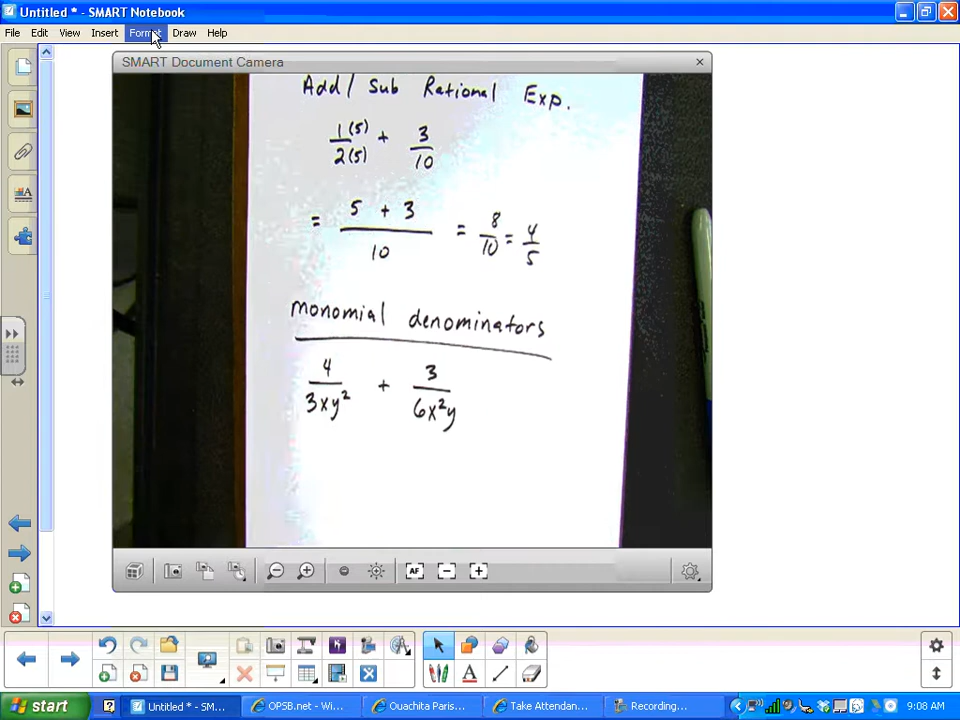 Untitled * - SMART Notebook
File Edit View Insert Format Draw Help
SMART Document Camera
Add/ Sub Rational Exp.
1(5)/2(5) + 3/10
= (5 + 3)/10 = 8/10 = 4/5
monomial denominators
4/3xy² + 3/6x²y
AF
A
start
Untitled * - SM...
OPSB.net - Wi...
Ouachita Paris...
Take Attendan...
Recording...
9:08 AM